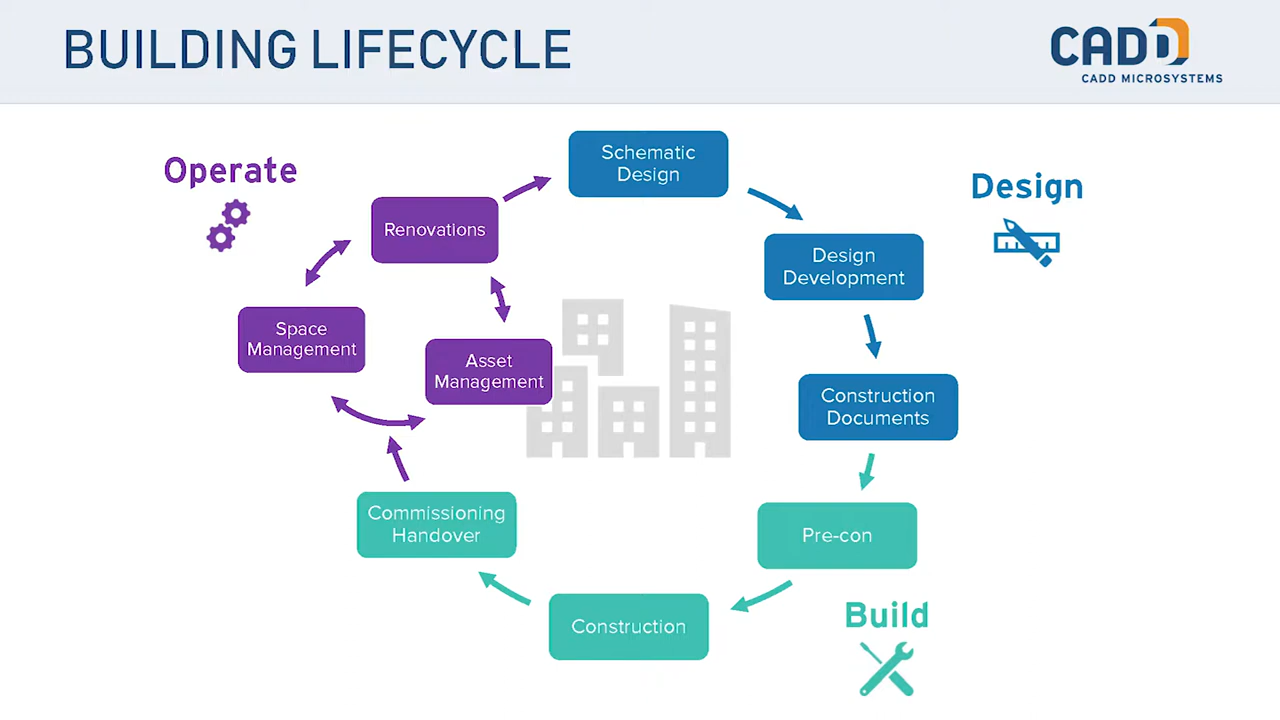 BUILDING LIFECYCLE
CADD
CADD MICROSYSTEMS
Operate
Schematic
Design
Design
Renovations
Design
Development
Space
Management
Asset
Management
Construction
Documents
Commissioning
Handover
Pre-con
Construction
Build